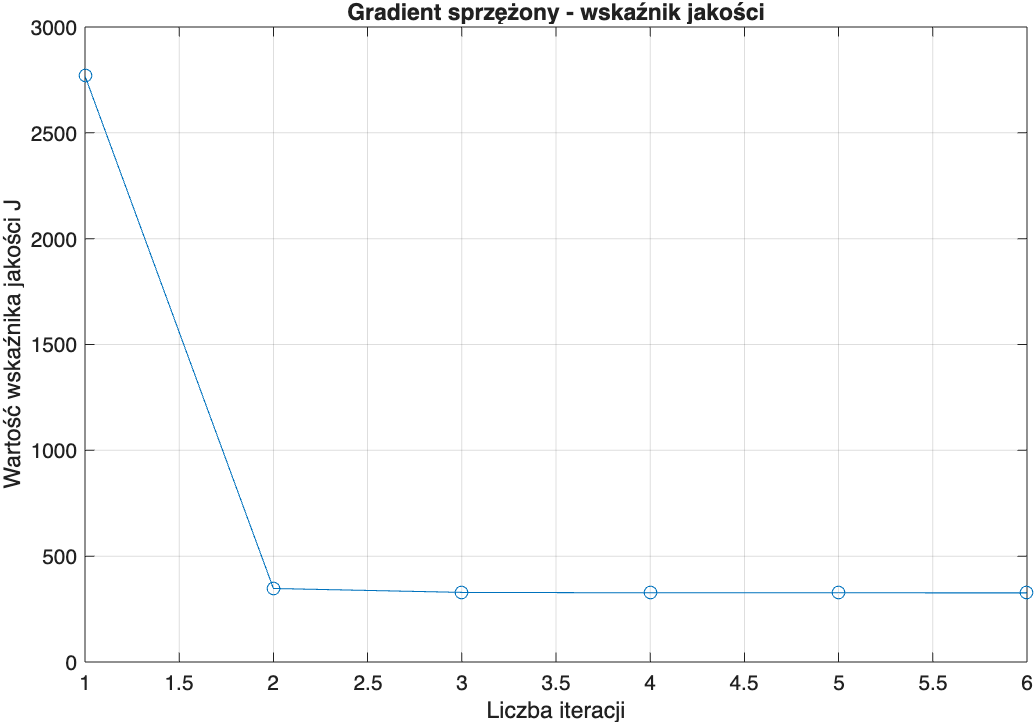 Gradient sprzężony - wskaźnik jakości
Wartość wskaźnika jakości J
3000
2500
2000
1500
1000
500
0
1 1.5 2 2.5 3 3.5 4 4.5 5 5.5 6
Liczba iteracji